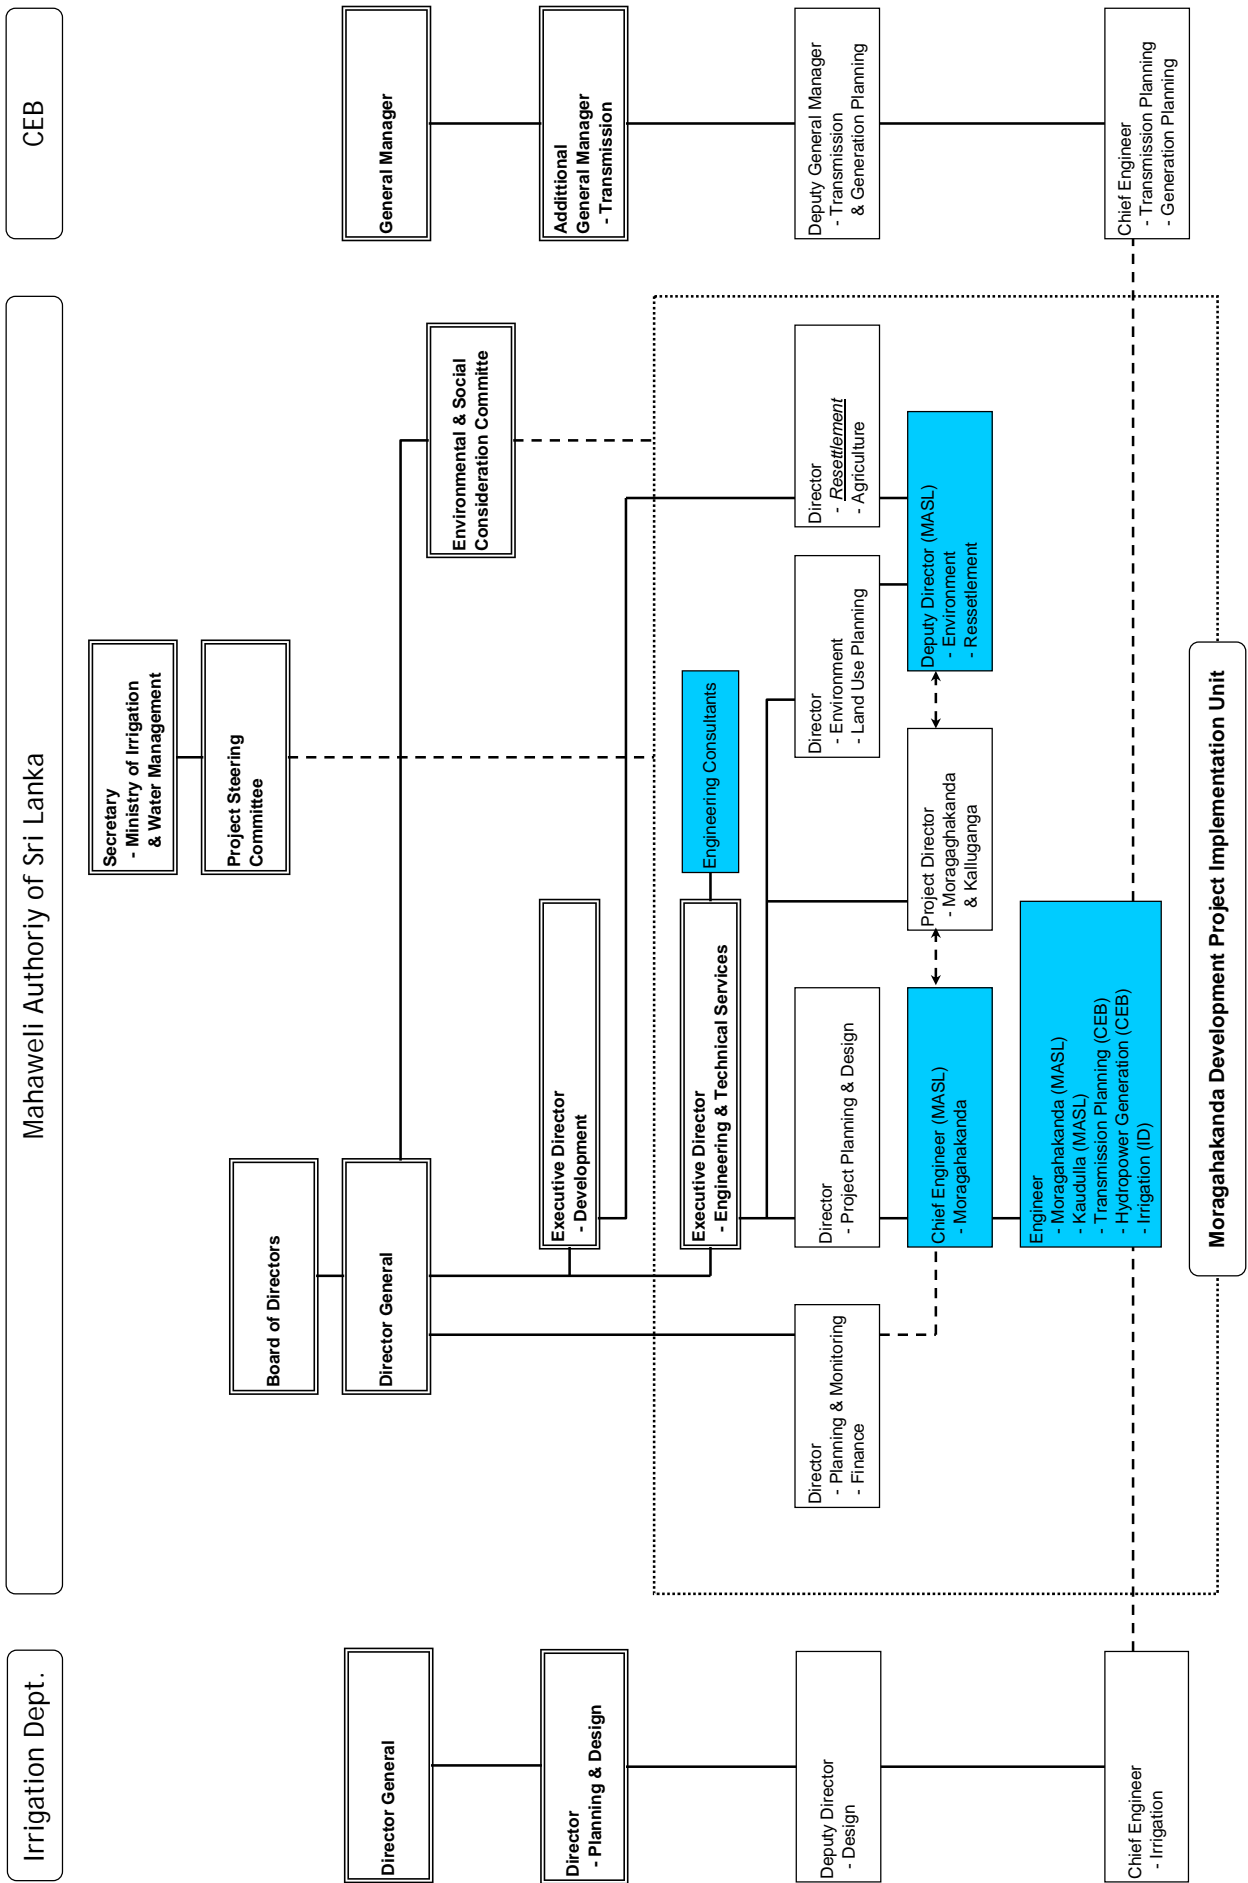 Irrigation Dept.
Mahaweli Authoriy of Sri Lanka
CEB
Secretary
- Ministry of Irrigation
& Water Management
Project Steering
Committee
Board of Directors
Director General
Director General
General Manager
Environmental & Social
Consideration Committe
Director
- Planning & Design
Executive Director
- Development
Addittional
General Manager
- Transmission
Executive Director
- Engineering & Technical Services
Engineering Consultants
Deputy Director
- Design
Director
- Planning & Monitoring
- Finance
Director
- Project Planning & Design
Director
- Environment
- Land Use Planning
Director
- Resettlement
- Agriculture
Deputy General Manager
- Transmission
& Generation Planning
Chief Engineer (MASL)
- Moragahakanda
Project Director
- Moragaghakanda
& Kalluganga
Deputy Director (MASL)
- Environment
- Ressetlement
Chief Engineer
- Irrigation
Engineer
- Moragahakanda (MASL)
- Kaudulla (MASL)
- Transmission Planning (CEB)
- Hydropower Generation (CEB)
- Irrigation (ID)
Chief Engineer
- Transmission Planning
- Generation Planning
Moragahakanda Development Project Implementation Unit